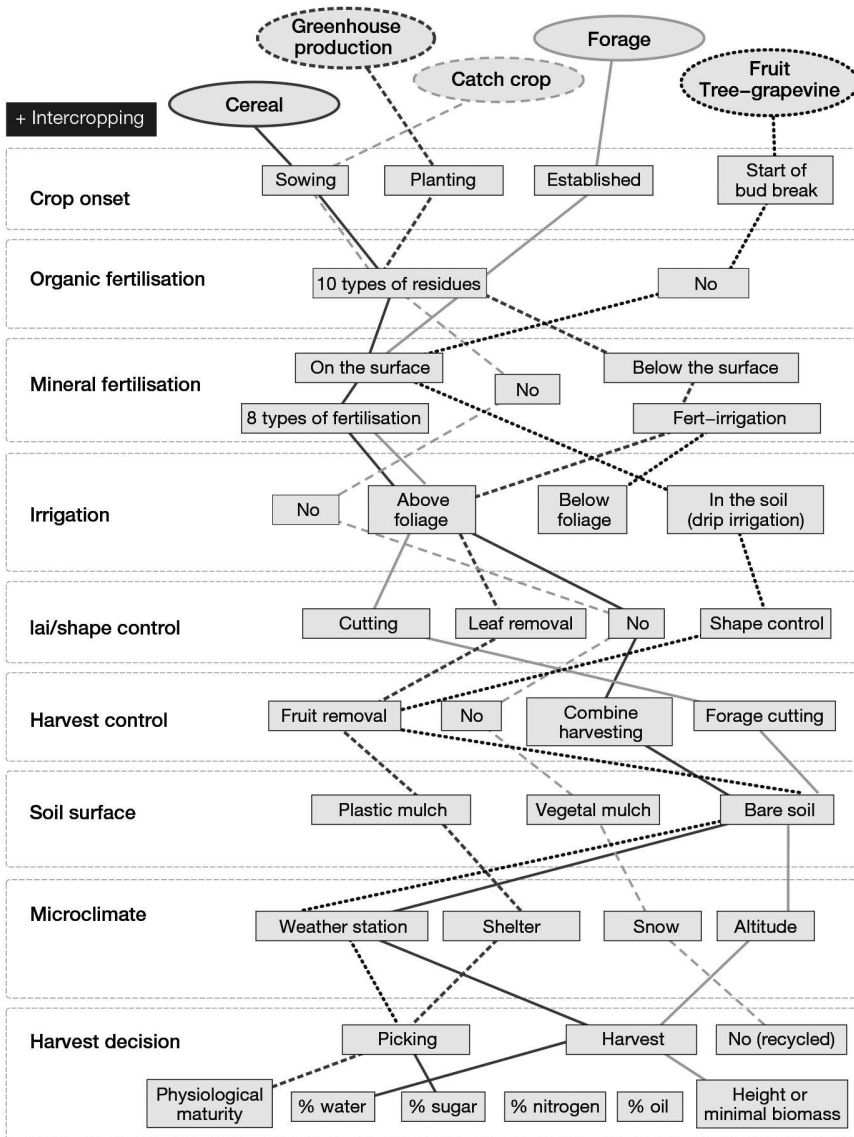 Greenhouse
production
Forage
Catch crop
Fruit
Tree–grapevine
Cereal
+ Intercropping
Crop onset
Sowing
Planting
Established
Start of
bud break
Organic fertilisation
10 types of residues
No
Mineral fertilisation
On the surface
No
Below the surface
8 types of fertilisation
Fert–irrigation
Irrigation
No
Above
foliage
Below
foliage
In the soil
(drip irrigation)
lai/shape control
Cutting
Leaf removal
No
Shape control
Harvest control
Fruit removal
No
Combine
harvesting
Forage cutting
Soil surface
Plastic mulch
Vegetal mulch
Bare soil
Microclimate
Weather station
Shelter
Snow
Altitude
Harvest decision
Picking
Harvest
No (recycled)
Physiological
maturity
% water
% sugar
% nitrogen
% oil
Height or
minimal biomass